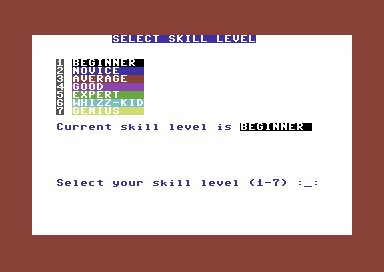 SELECT SKILL LEVEL
1 BEGINNER
2 NOVICE
3 AVERAGE
4 GOOD
5 EXPERT
6 WHIZZ-KID
7 GENIUS
Current skill level is BEGINNER
Select your skill level (1-7) :_: